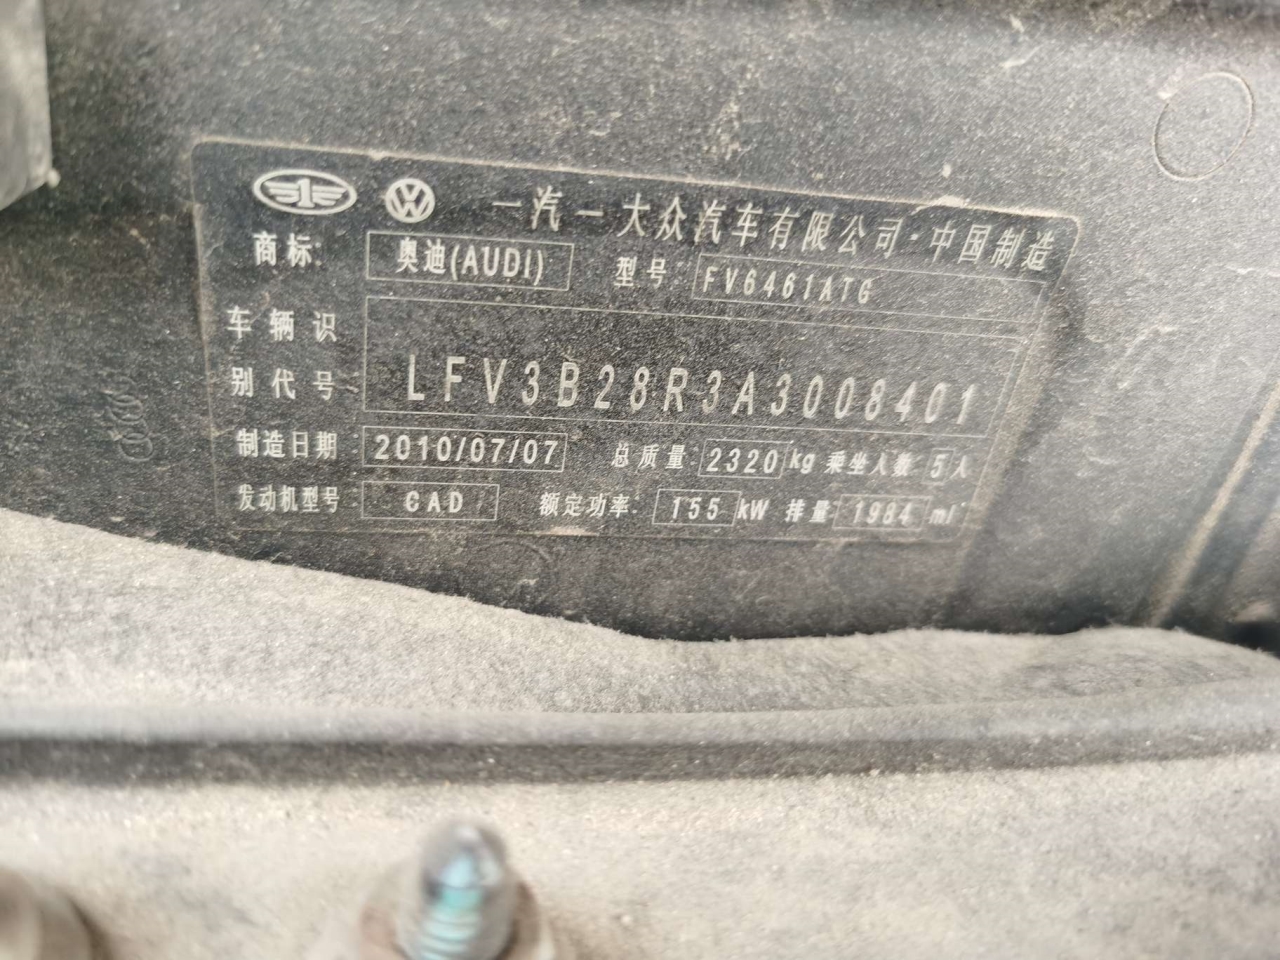 一汽一大众汽车有限公司·中国制造
商标: 奥迪(AUDI) 型号: FV6461ATG
车辆识
别代号 LFV3B28R3A3008401
制造日期 2010/07/07 总质量 2320 kg 乘坐人数 5 人
发动机型号 CAD 额定功率: 155 kW 排量 1984 ml